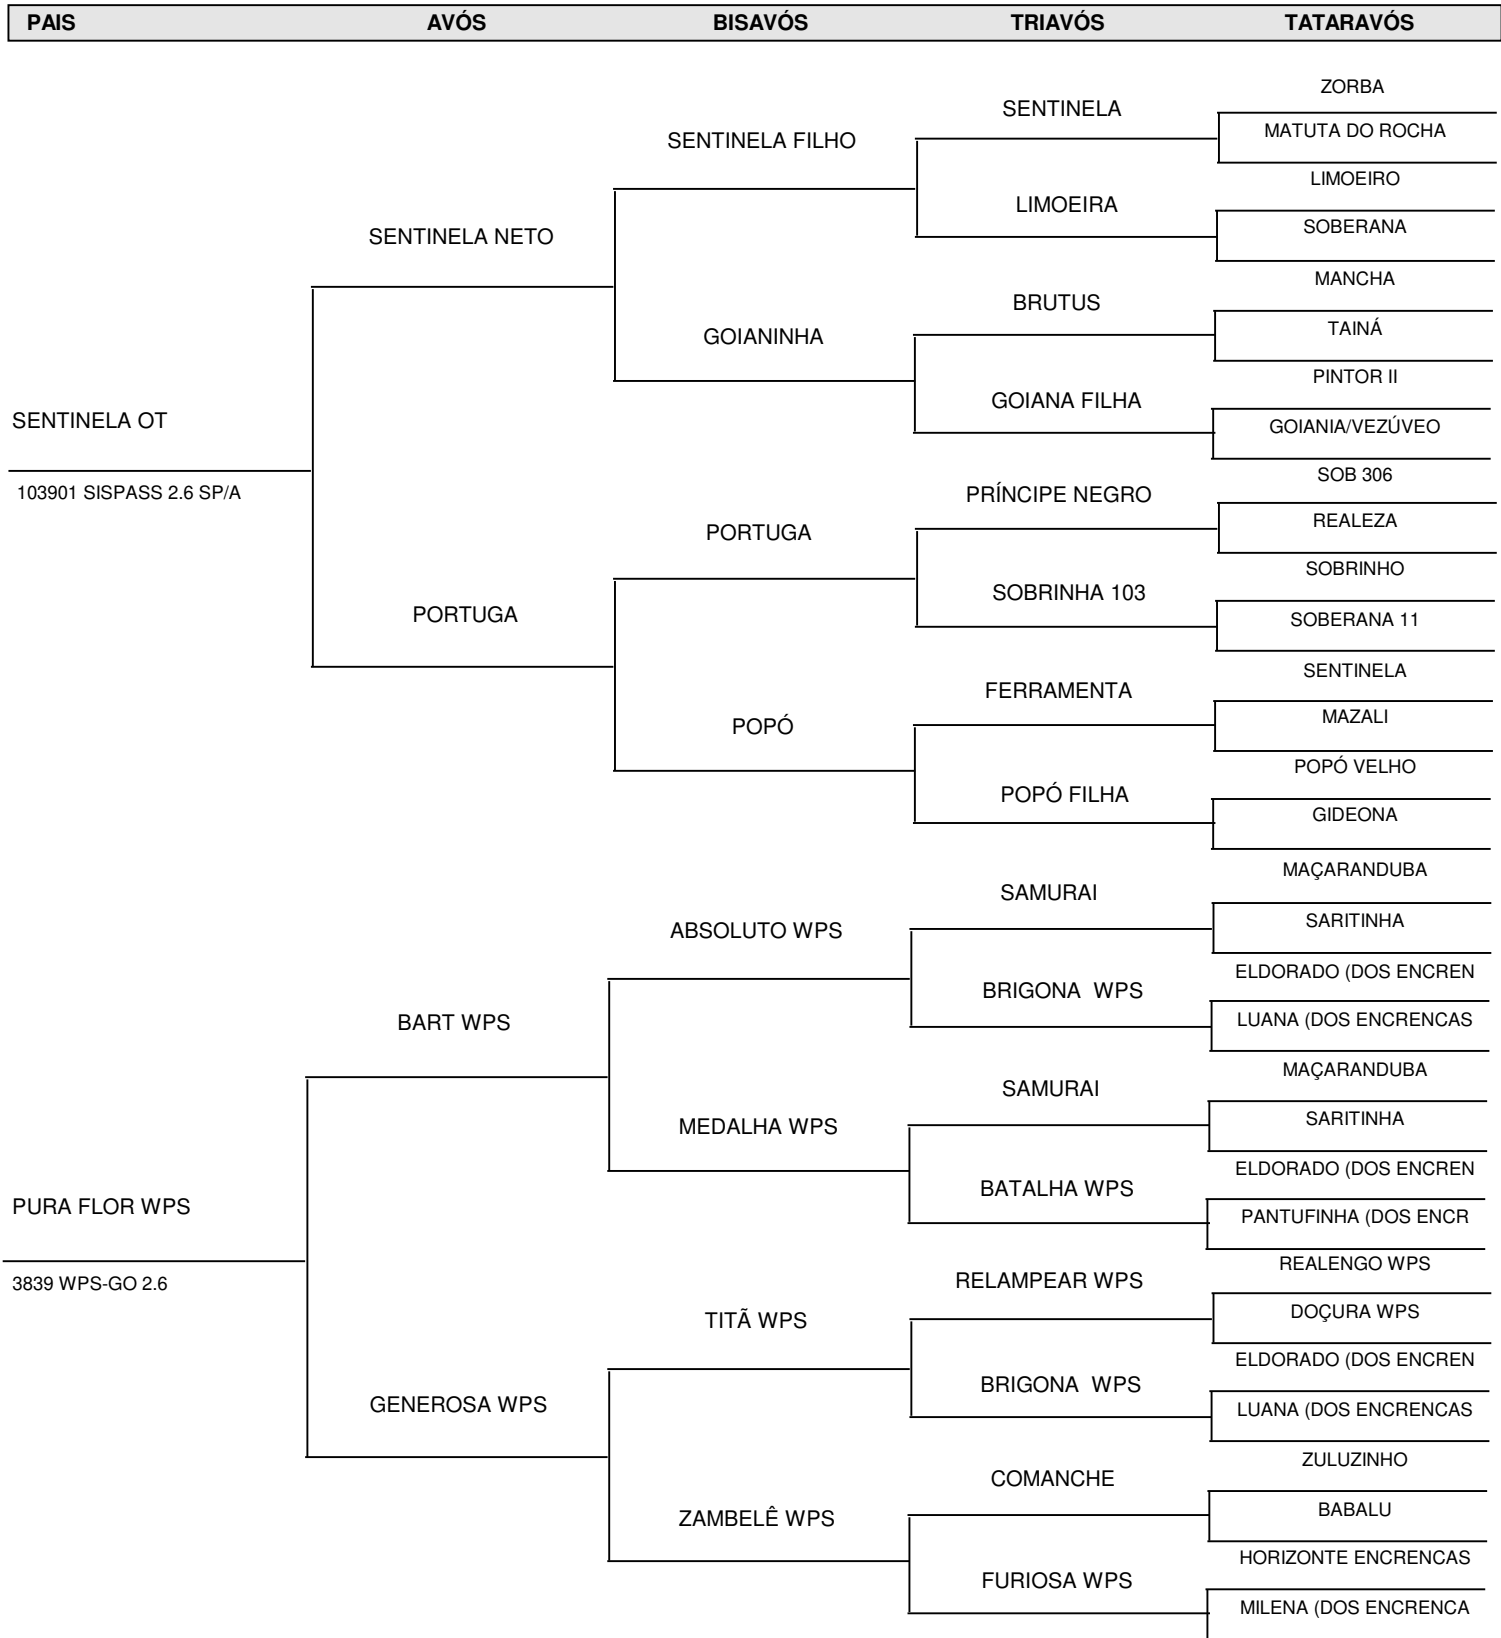 PAIS AVÓS BISAVÓS TRIAVÓS TATARAVÓS
ZORBA
SENTINELA
MATUTA DO ROCHA
SENTINELA FILHO
LIMOEIRO
LIMOEIRA
SOBERANA
SENTINELA NETO
MANCHA
BRUTUS
TAINÁ
GOIANINHA
PINTOR II
GOIANA FILHA
SENTINELA OT
GOIANIA/VEZÚVEO
SOB 306
103901 SISPASS 2.6 SP/A
PRÍNCIPE NEGRO
REALEZA
PORTUGA
SOBRINHO
SOBRINHA 103
PORTUGA
SOBERANA 11
SENTINELA
FERRAMENTA
MAZALI
POPÓ
POPÓ VELHO
POPÓ FILHA
GIDEONA
MAÇARANDUBA
SAMURAI
SARITINHA
ABSOLUTO WPS
ELDORADO (DOS ENCREN
BRIGONA  WPS
LUANA (DOS ENCRENCAS
BART WPS
MAÇARANDUBA
SAMURAI
SARITINHA
MEDALHA WPS
ELDORADO (DOS ENCREN
BATALHA WPS
PURA FLOR WPS
PANTUFINHA (DOS ENCR
REALENGO WPS
3839 WPS-GO 2.6
RELAMPEAR WPS
DOÇURA WPS
TITÃ WPS
ELDORADO (DOS ENCREN
BRIGONA  WPS
GENEROSA WPS
LUANA (DOS ENCRENCAS
ZULUZINHO
COMANCHE
BABALU
ZAMBELÊ WPS
HORIZONTE ENCRENCAS
FURIOSA WPS
MILENA (DOS ENCRENCA